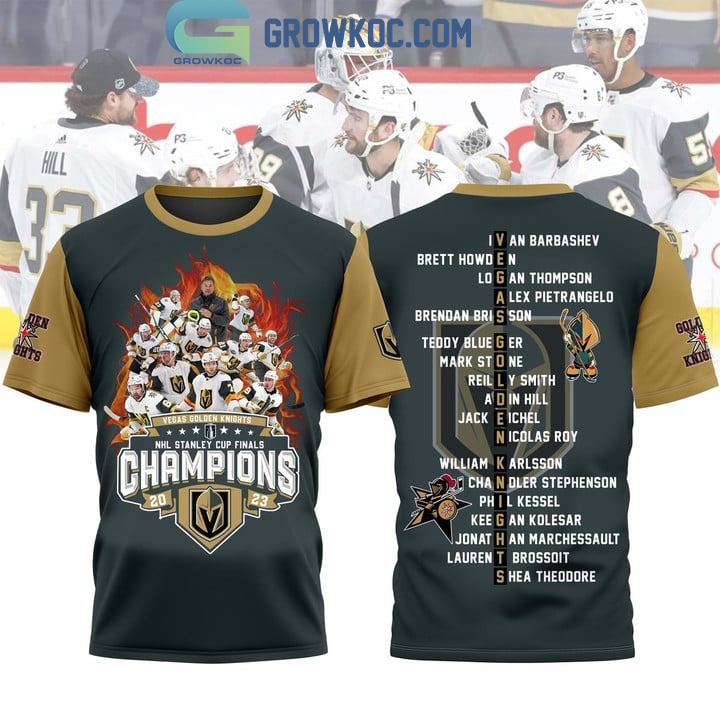 GROWKOC.COM
GROWKOC
HILL
33
8
VEGAS GOLDEN KNIGHTS
NHL STANLEY CUP FINALS
CHAMPIONS
20 23
KNIGHTS
IVAN BARBASHEV
BRETT HOWDEN
LOGAN THOMPSON
ALEX PIETRANGELO
BRENDAN BRISSON
TEDDY BLUEGER
MARK STONE
REILLY SMITH
ADIN HILL
JACK EICHEL
NICOLAS ROY
WILLIAM KARLSSON
CHANDLER STEPHENSON
PHIL KESSEL
KEEGAN KOLESAR
JONATHAN MARCHESSAULT
LAURENT BROSSOIT
SHEA THEODORE